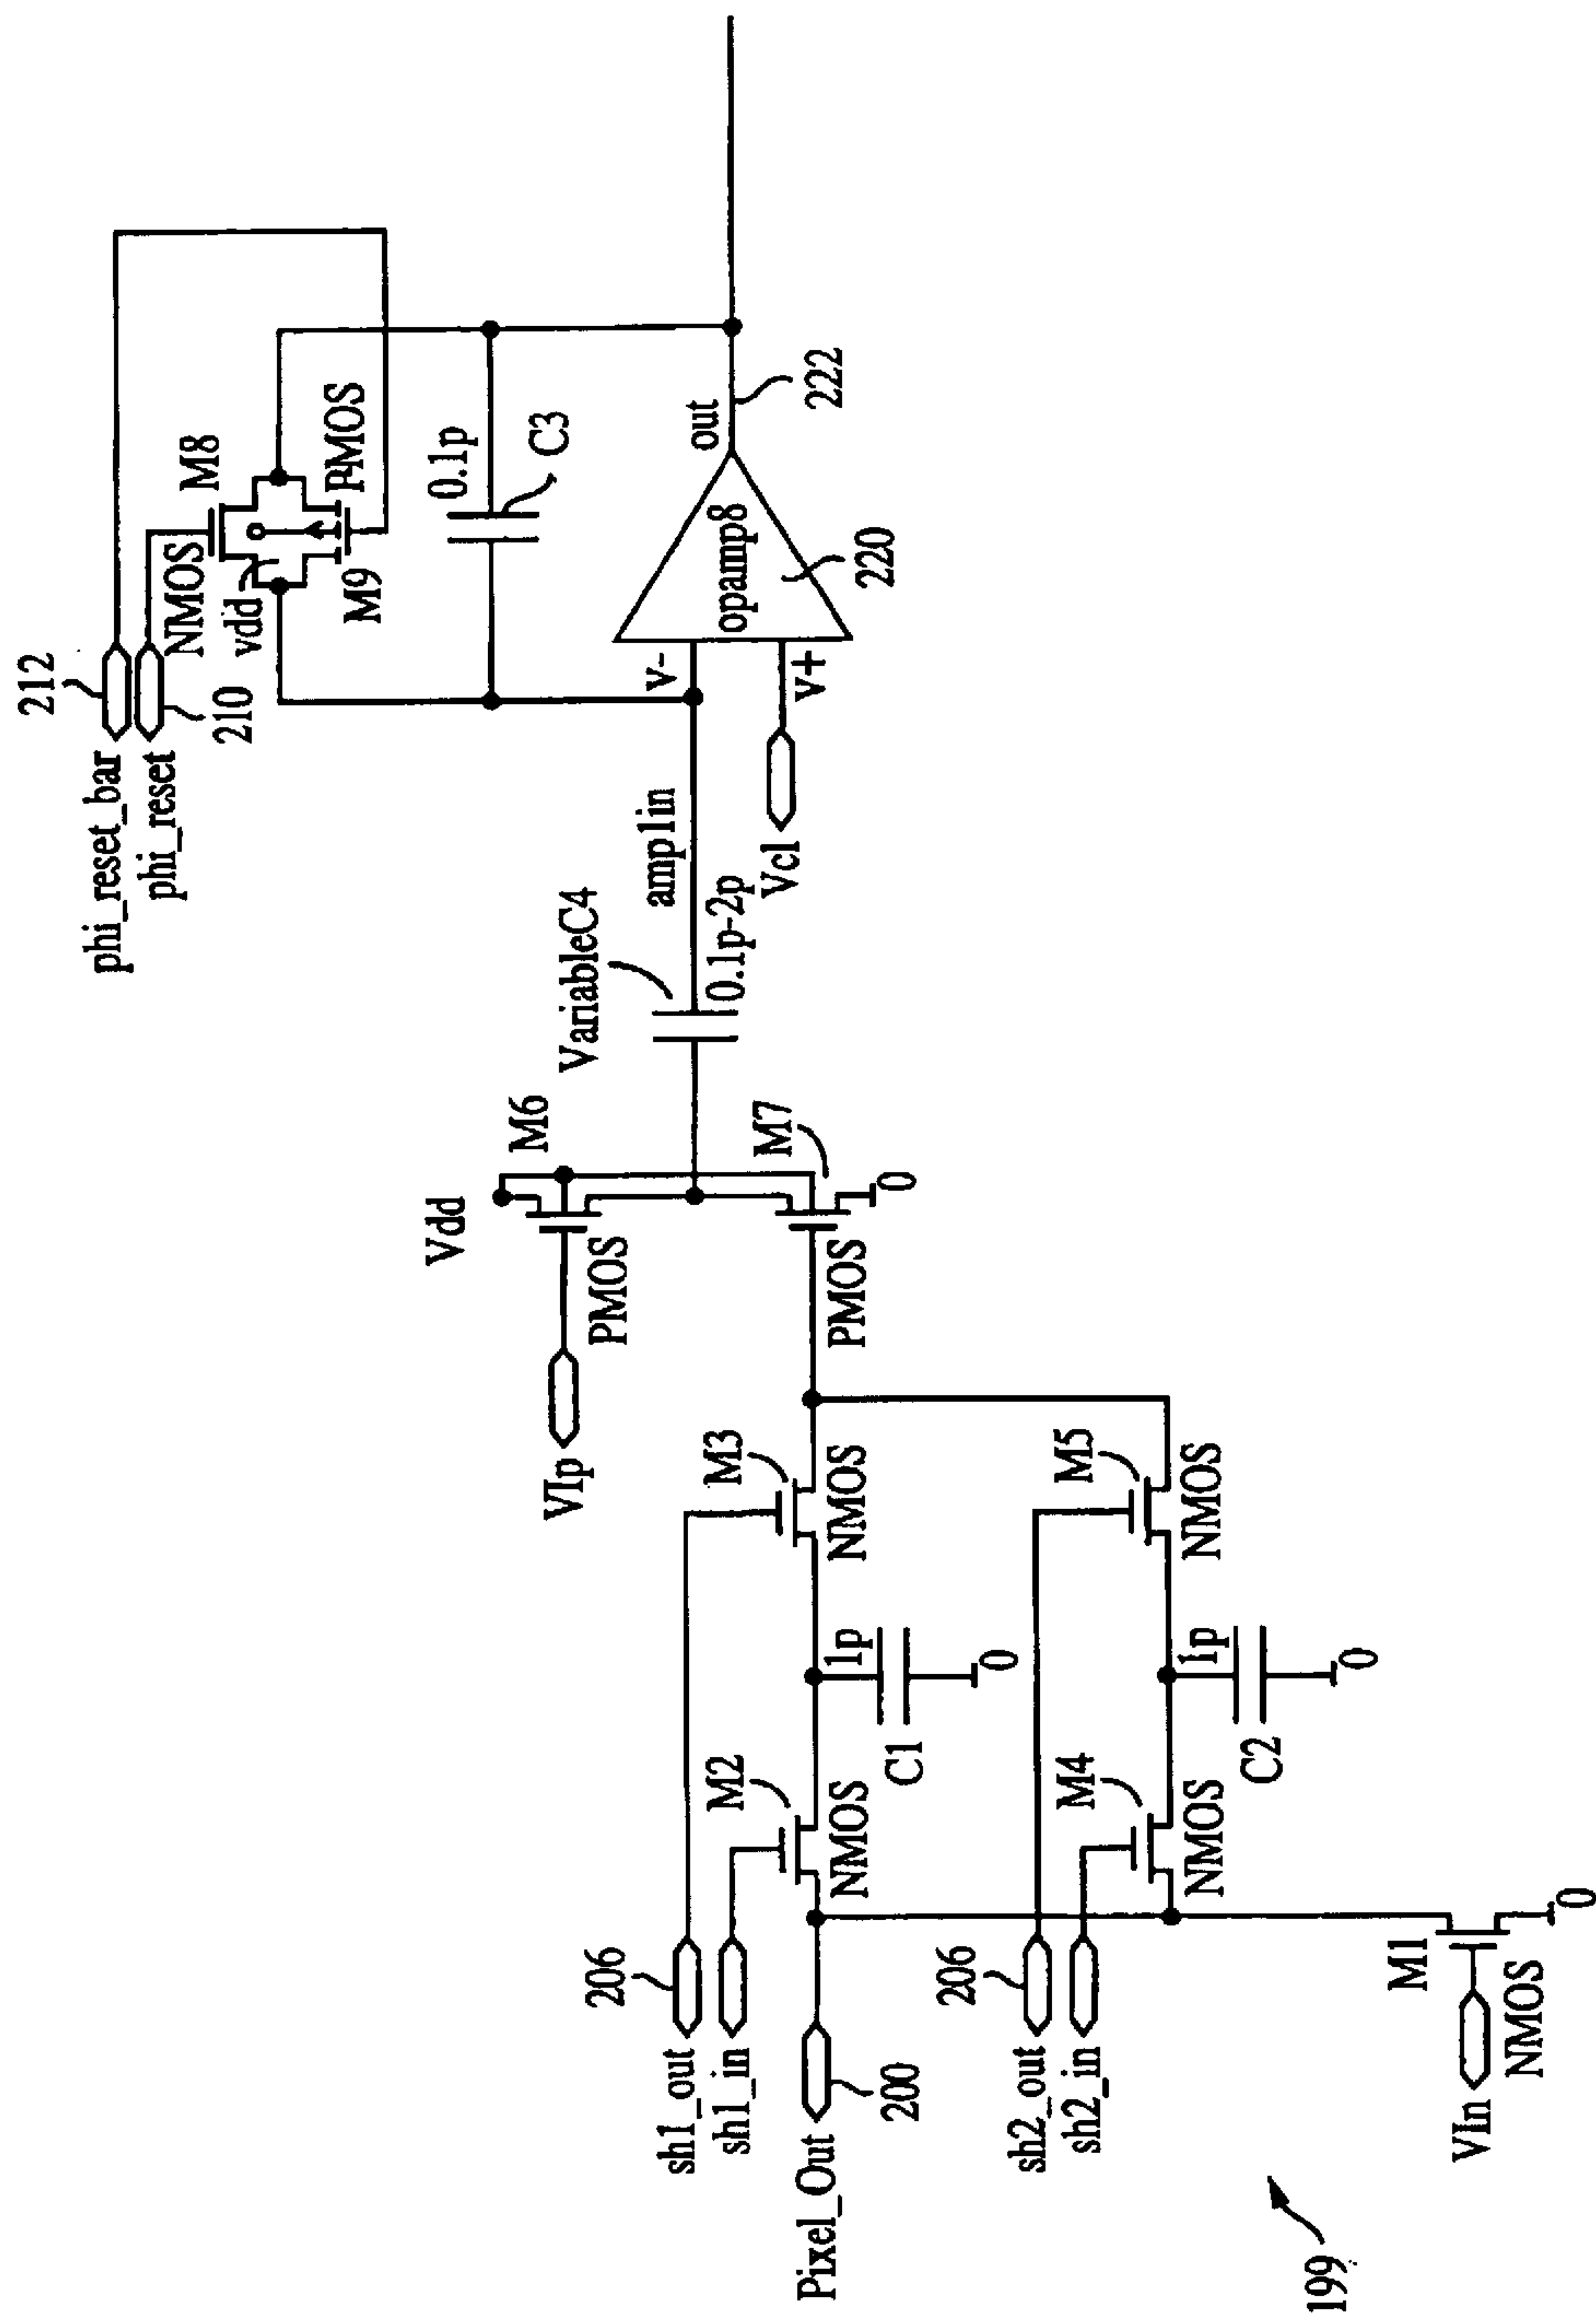 212
phi_reset_bar
phi_reset
NMOS
M8
210
vdd
M9
PMOS
Vdd
0.1p
C3
M6
VIp
PMOS
VariableC4
206
sh1_out
amp1in
v-
out
sh1_in
M2
M3
0.1p-2p
opamp8
Vcl
M7
v+
222
Pixel_Out
200
NMOS
1p
NMOS
PMOS
220
C1
0
0
206
sh2_out
sh2_in
M4
M5
NMOS
1p
NMOS
C2
0
199
M1
VIn
NMOS
0